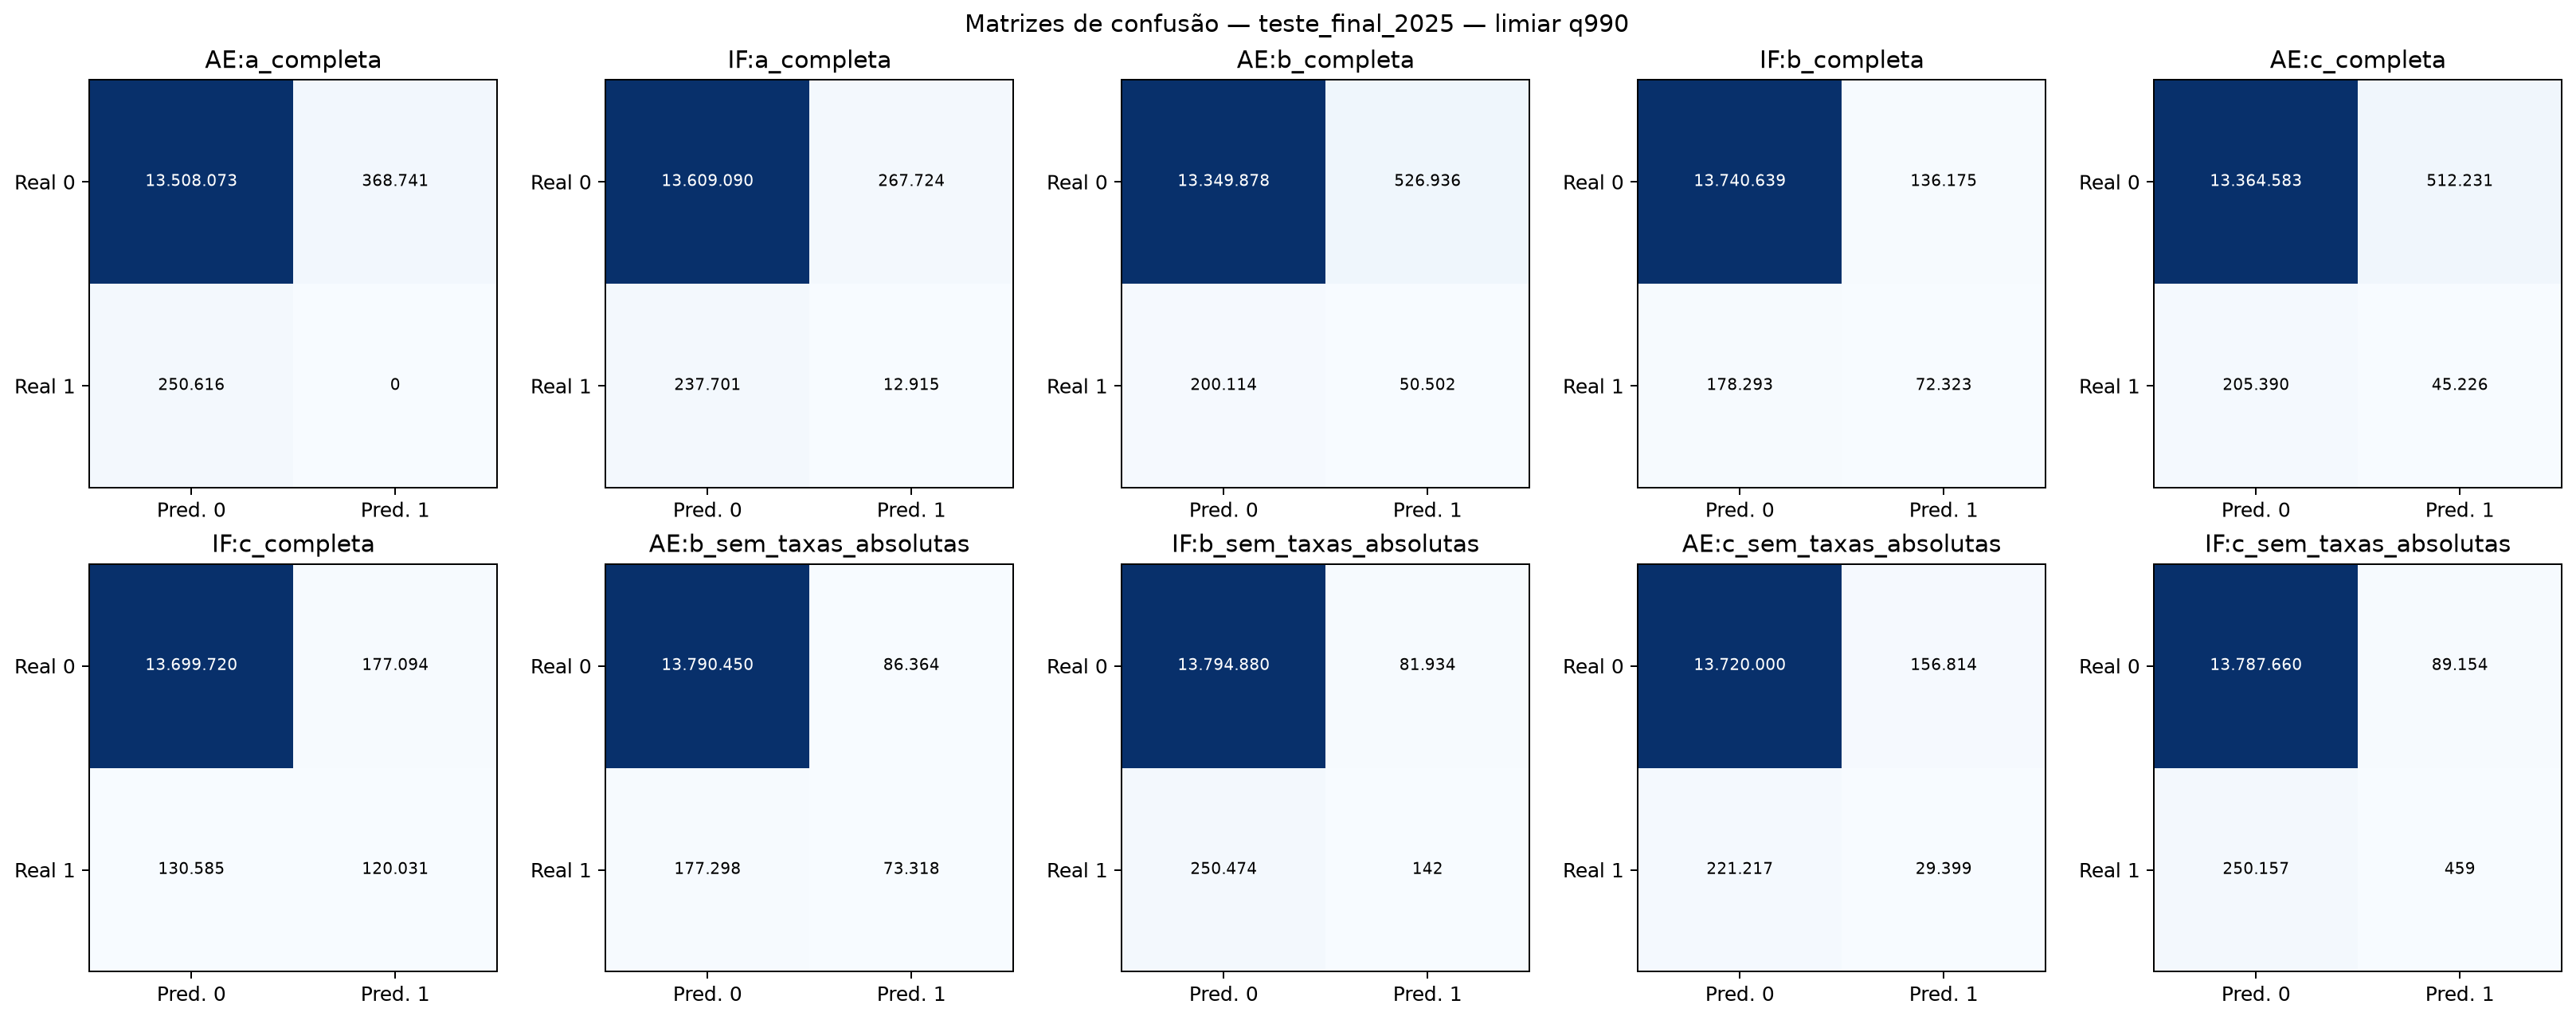 Matrizes de confusão — teste_final_2025 — limiar q990
AE:a_completa
Real 0
13.508.073
368.741
Real 1
250.616
0
Pred. 0
Pred. 1
IF:a_completa
Real 0
13.609.090
267.724
Real 1
237.701
12.915
Pred. 0
Pred. 1
AE:b_completa
Real 0
13.349.878
526.936
Real 1
200.114
50.502
Pred. 0
Pred. 1
IF:b_completa
Real 0
13.740.639
136.175
Real 1
178.293
72.323
Pred. 0
Pred. 1
AE:c_completa
Real 0
13.364.583
512.231
Real 1
205.390
45.226
Pred. 0
Pred. 1
IF:c_completa
Real 0
13.699.720
177.094
Real 1
130.585
120.031
Pred. 0
Pred. 1
AE:b_sem_taxas_absolutas
Real 0
13.790.450
86.364
Real 1
177.298
73.318
Pred. 0
Pred. 1
IF:b_sem_taxas_absolutas
Real 0
13.794.880
81.934
Real 1
250.474
142
Pred. 0
Pred. 1
AE:c_sem_taxas_absolutas
Real 0
13.720.000
156.814
Real 1
221.217
29.399
Pred. 0
Pred. 1
IF:c_sem_taxas_absolutas
Real 0
13.787.660
89.154
Real 1
250.157
459
Pred. 0
Pred. 1